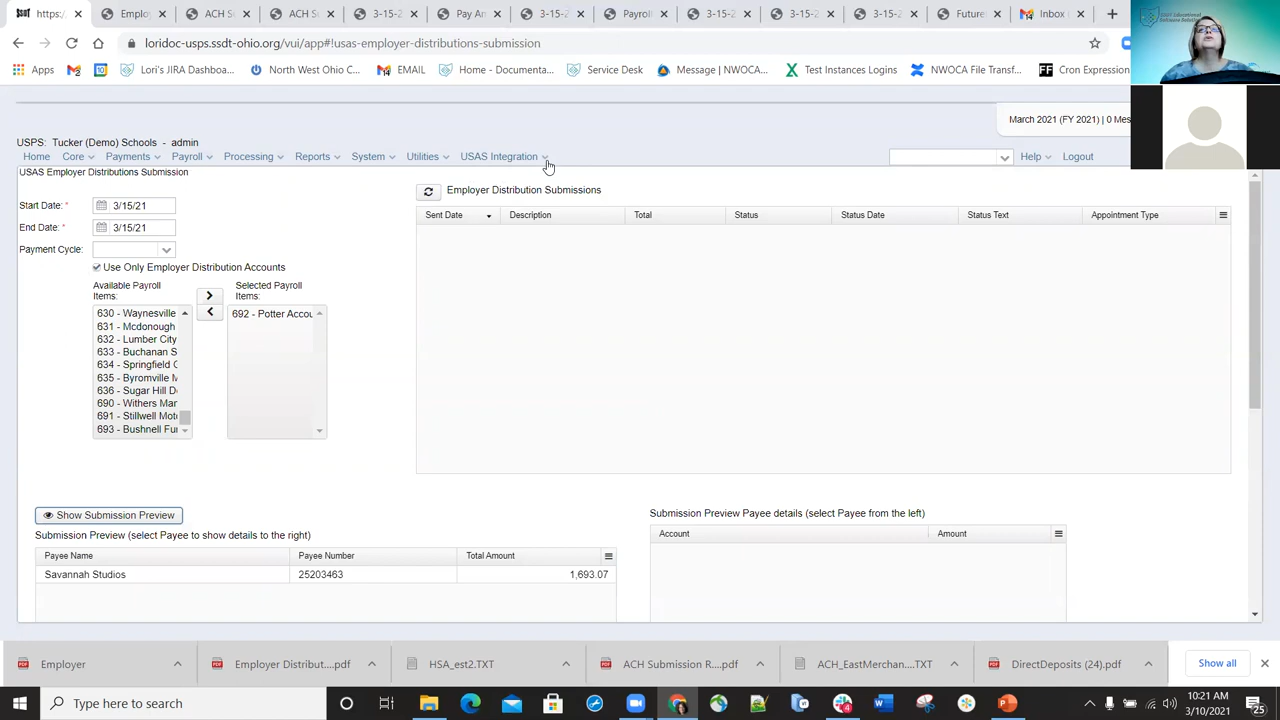 https:/
Employ
ACH S
SSDT
3-15-2
3-15-2
Payrol
3-15-2
3-15-2
3-15-2
Future
Inbox (
loridoc-usps.ssdt-ohio.org/vui/app#!usas-employer-distributions-submission
Apps
Lori's JIRA Dashboa...
North West Ohio C...
EMAIL
Home - Documenta...
Service Desk
Message | NWOCA...
Test Instances Logins
NWOCA File Transf...
FF Cron Expression
March 2021 (FY 2021) | 0 Mes
USPS: Tucker (Demo) Schools - admin
Home Core Payments Payroll Processing Reports System Utilities USAS Integration Help Logout
USAS Employer Distributions Submission
Start Date: * 3/15/21
End Date: * 3/15/21
Payment Cycle:
Use Only Employer Distribution Accounts
Available Payroll Items:
Selected Payroll Items:
630 - Waynesville
631 - Mcdonough
632 - Lumber City
633 - Buchanan S
634 - Springfield C
635 - Byromville M
636 - Sugar Hill D
690 - Withers Mar
691 - Stillwell Mot
693 - Bushnell Fur
692 - Potter Accou
Employer Distribution Submissions
Sent Date Description Total Status Status Date Status Text Appointment Type
Show Submission Preview
Submission Preview (select Payee to show details to the right)
Payee Name Payee Number Total Amount
Savannah Studios 25203463 1,693.07
Submission Preview Payee details (select Payee from the left)
Account Amount
Employer
Employer Distribut....pdf
HSA_est2.TXT
ACH Submission R....pdf
ACH_EastMerchan....TXT
DirectDeposits (24).pdf
Show all
Type here to search
10:21 AM
3/10/2021
25